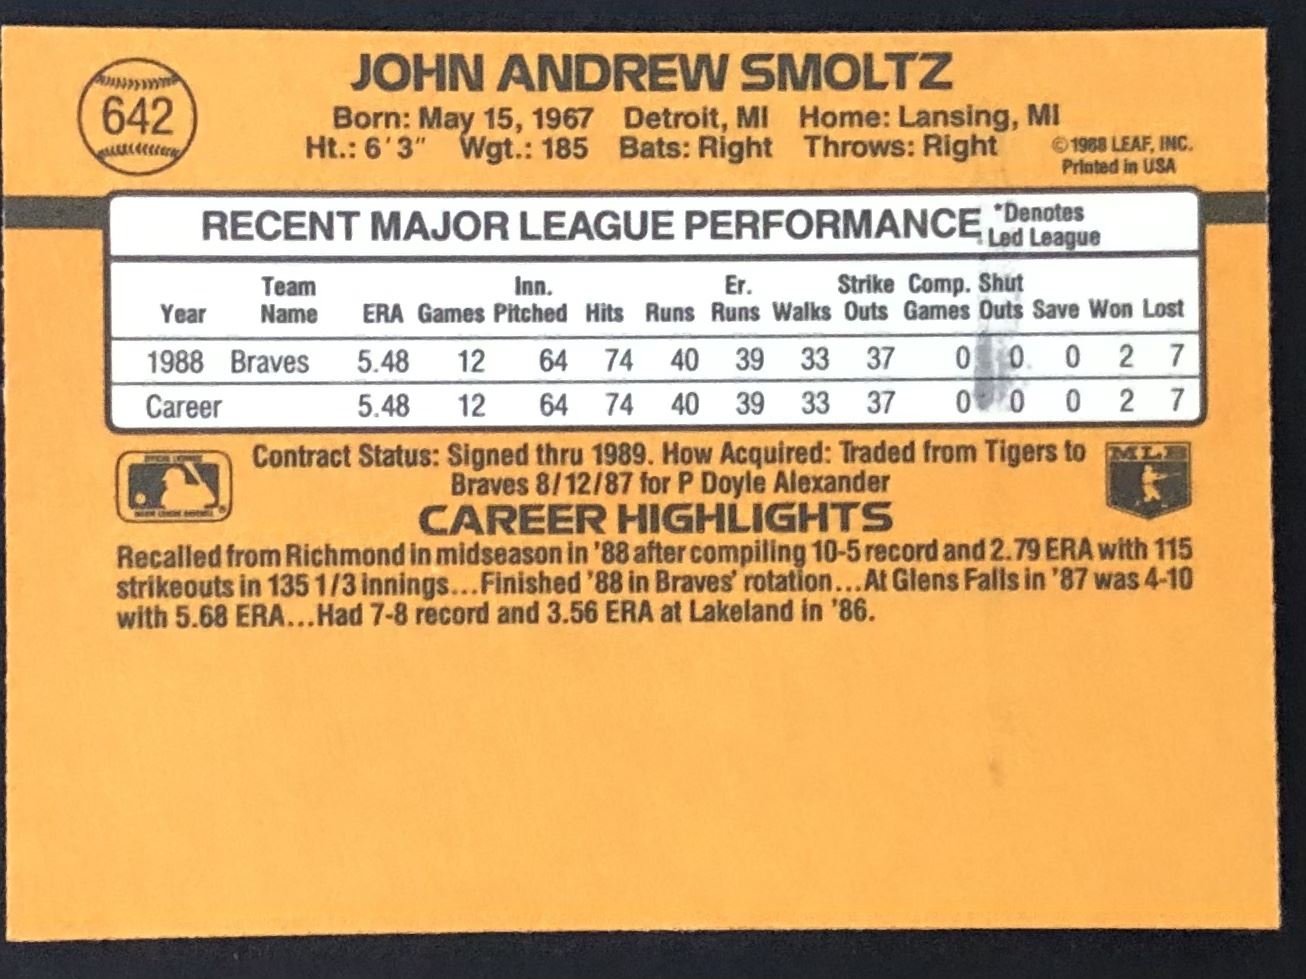 642
JOHN ANDREW SMOLTZ
Born: May 15, 1967 Detroit, MI Home: Lansing, MI
Ht.: 6'3" Wgt.: 185 Bats: Right Throws: Right
©1988 LEAF, INC.
Printed in USA
RECENT MAJOR LEAGUE PERFORMANCE
*Denotes
Led League
Team Inn. Er. Strike Comp. Shut
Year Name ERA Games Pitched Hits Runs Runs Walks Outs Games Outs Save Won Lost
1988 Braves 5.48 12 64 74 40 39 33 37 0 0 0 2 7
Career 5.48 12 64 74 40 39 33 37 0 0 0 2 7
Contract Status: Signed thru 1989. How Acquired: Traded from Tigers to
Braves 8/12/87 for P Doyle Alexander
MLB
CAREER HIGHLIGHTS
Recalled from Richmond in midseason in '88 after compiling 10-5 record and 2.79 ERA with 115
strikeouts in 135 1/3 innings...Finished '88 in Braves' rotation...At Glens Falls in '87 was 4-10
with 5.68 ERA...Had 7-8 record and 3.56 ERA at Lakeland in '86.